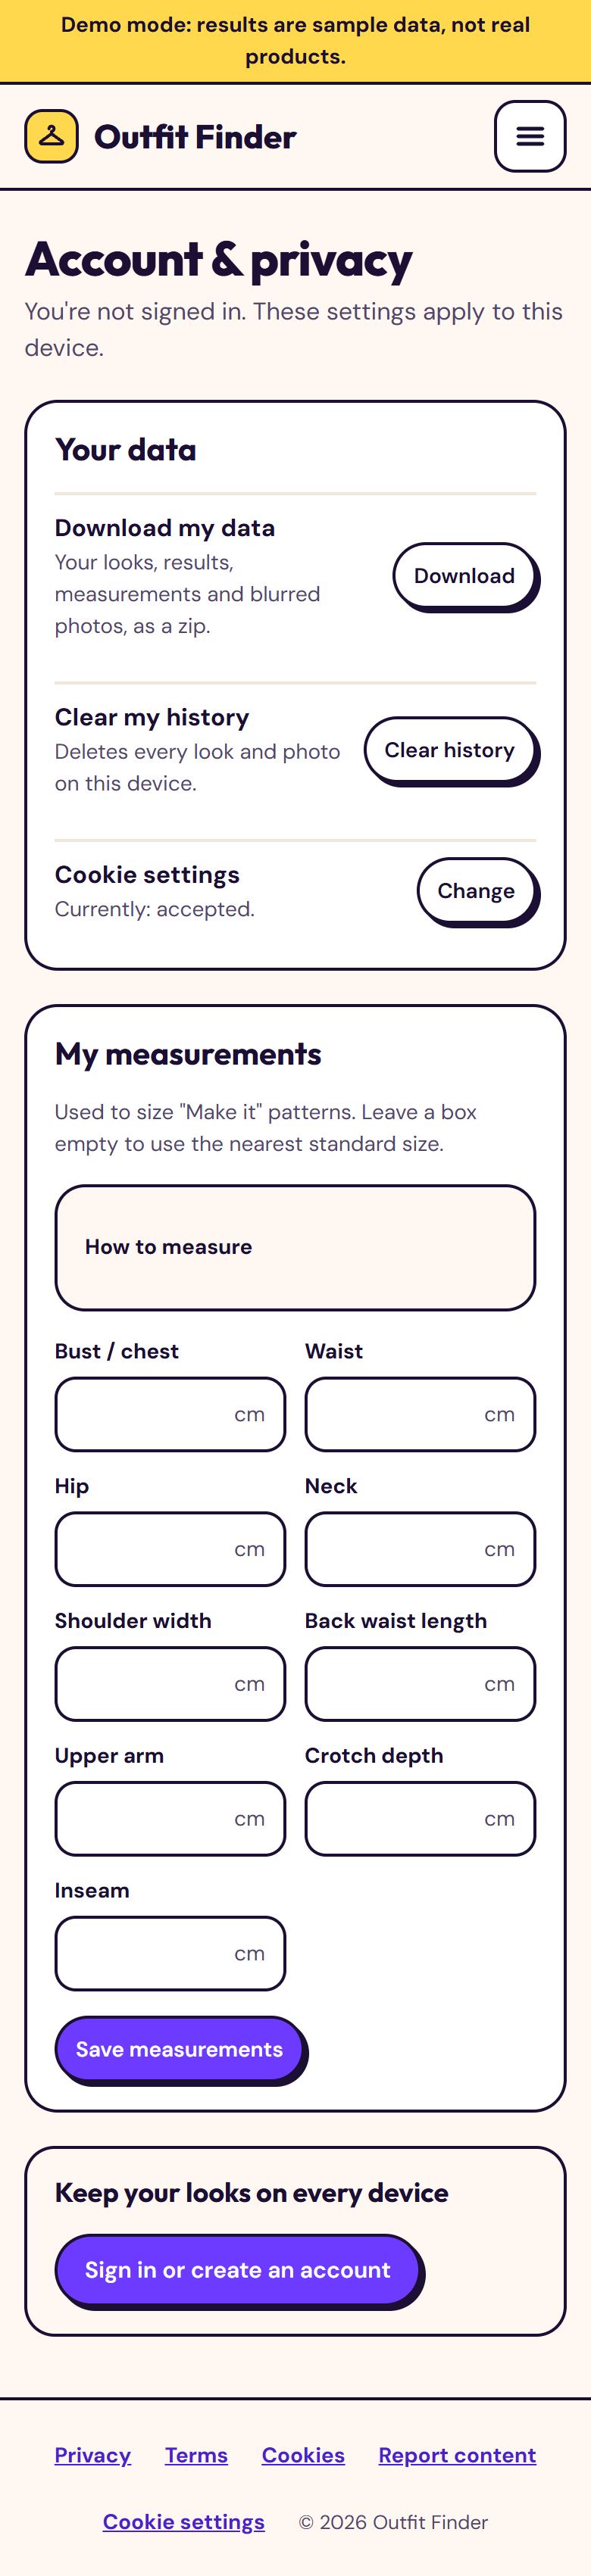 Demo mode: results are sample data, not real
products.
Outfit Finder
Account & privacy
You're not signed in. These settings apply to this
device.
Your data
Download my data
Your looks, results,
measurements and blurred
photos, as a zip.
Download
Clear my history
Deletes every look and photo
on this device.
Clear history
Cookie settings
Currently: accepted.
Change
My measurements
Used to size "Make it" patterns. Leave a box
empty to use the nearest standard size.
How to measure
Bust / chest
cm
Waist
cm
Hip
cm
Neck
cm
Shoulder width
cm
Back waist length
cm
Upper arm
cm
Crotch depth
cm
Inseam
cm
Save measurements
Keep your looks on every device
Sign in or create an account
Privacy Terms Cookies Report content
Cookie settings © 2026 Outfit Finder